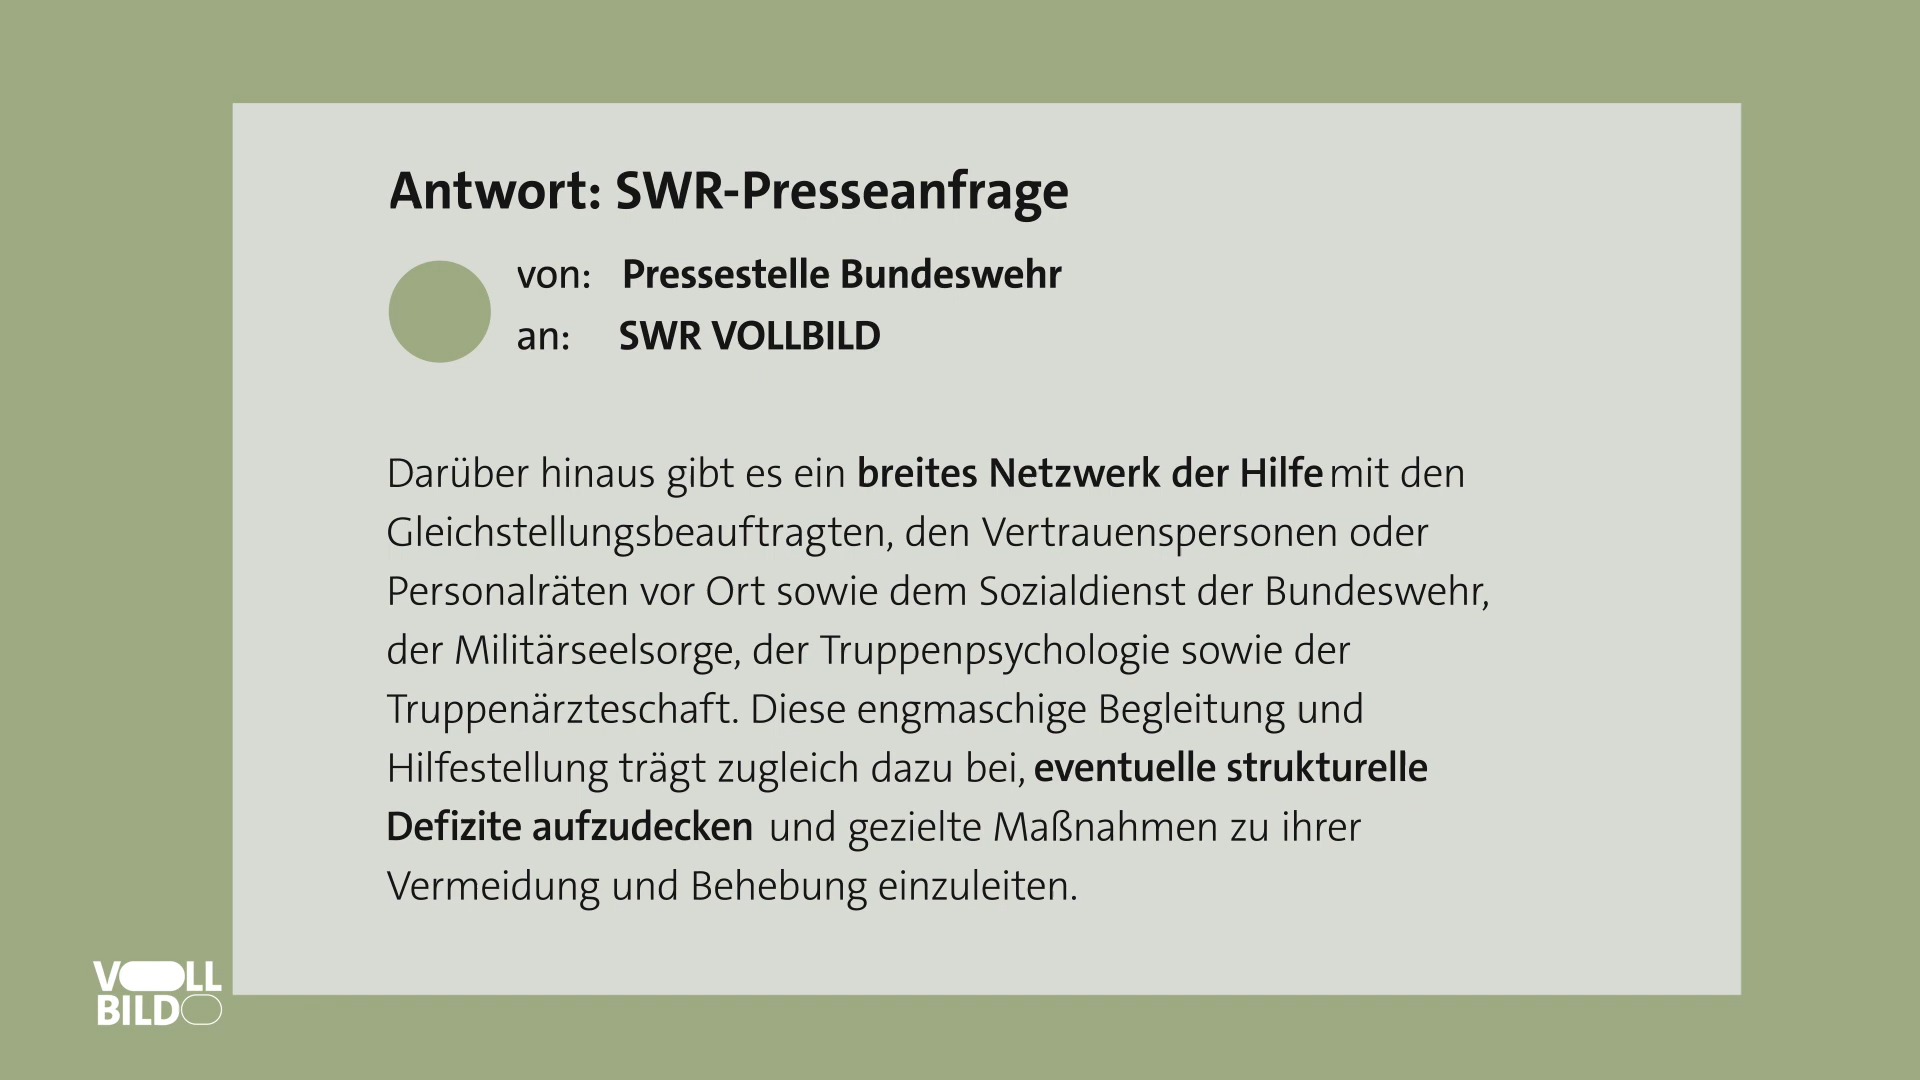 Antwort: SWR-Presseanfrage
von: Pressestelle Bundeswehr
an: SWR VOLLBILD
Darüber hinaus gibt es ein breites Netzwerk der Hilfe mit den
Gleichstellungsbeauftragten, den Vertrauenspersonen oder
Personalräten vor Ort sowie dem Sozialdienst der Bundeswehr,
der Militärseelsorge, der Truppenpsychologie sowie der
Truppenärzteschaft. Diese engmaschige Begleitung und
Hilfestellung trägt zugleich dazu bei, eventuelle strukturelle
Defizite aufzudecken und gezielte Maßnahmen zu ihrer
Vermeidung und Behebung einzuleiten.
VOLL
BILD